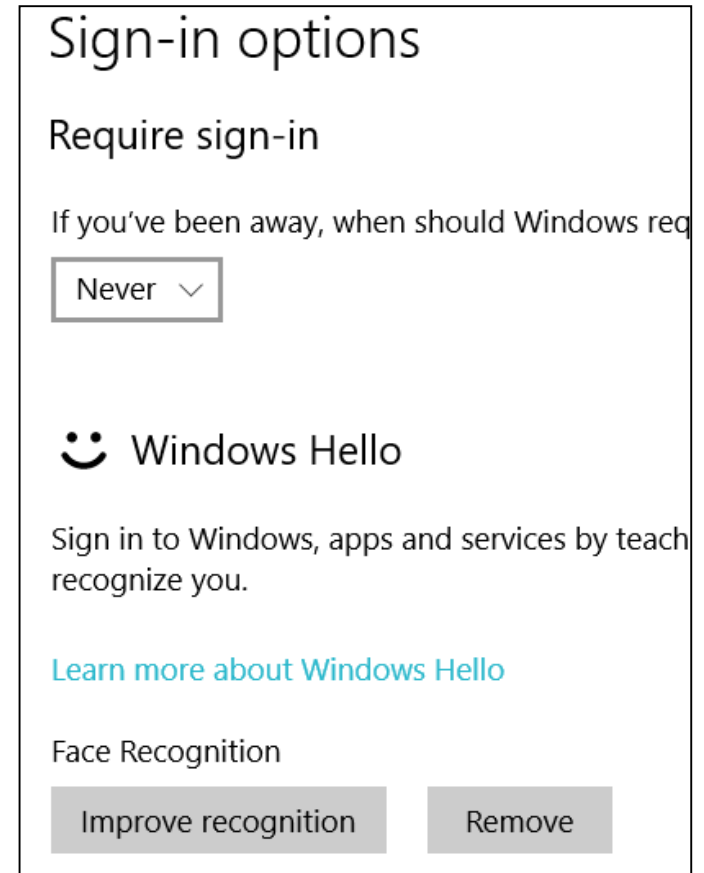 Sign-in options
Require sign-in
If you've been away, when should Windows req
Never
Windows Hello
Sign in to Windows, apps and services by teach
recognize you.
Learn more about Windows Hello
Face Recognition
Improve recognition Remove